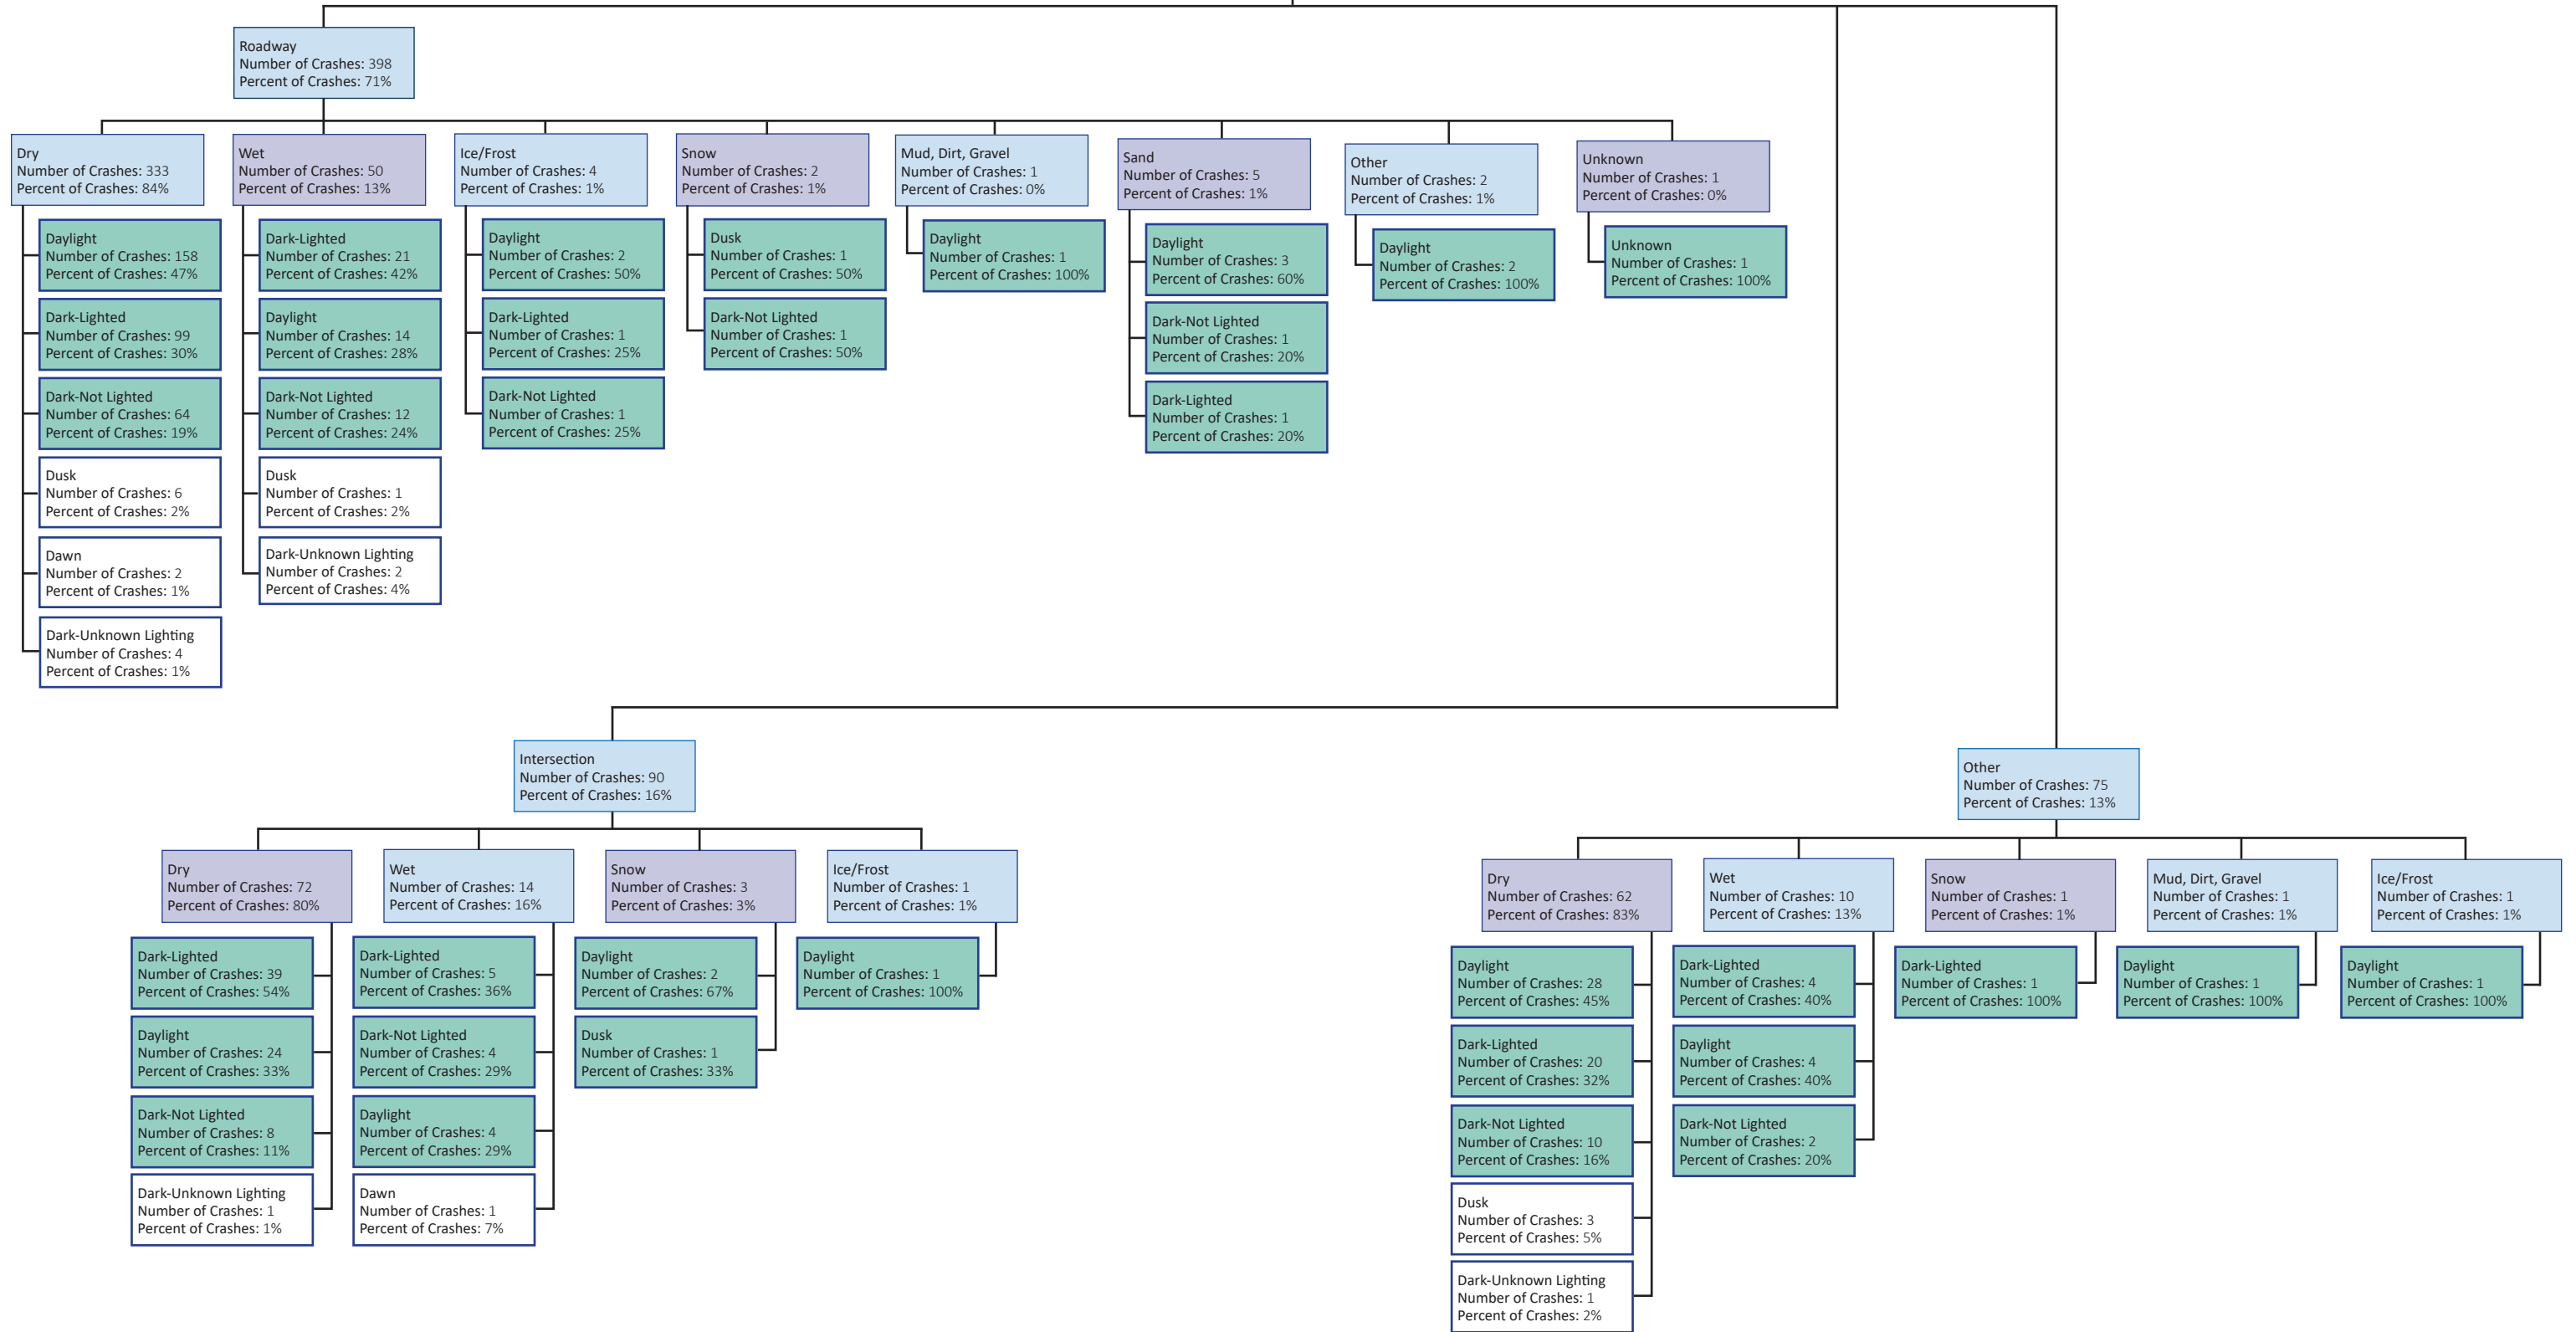 Roadway
Number of Crashes: 398
Percent of Crashes: 71%
Dry
Number of Crashes: 333
Percent of Crashes: 84%
Daylight
Number of Crashes: 158
Percent of Crashes: 47%
Dark-Lighted
Number of Crashes: 99
Percent of Crashes: 30%
Dark-Not Lighted
Number of Crashes: 64
Percent of Crashes: 19%
Dusk
Number of Crashes: 6
Percent of Crashes: 2%
Dawn
Number of Crashes: 2
Percent of Crashes: 1%
Dark-Unknown Lighting
Number of Crashes: 4
Percent of Crashes: 1%
Wet
Number of Crashes: 50
Percent of Crashes: 13%
Dark-Lighted
Number of Crashes: 21
Percent of Crashes: 42%
Daylight
Number of Crashes: 14
Percent of Crashes: 28%
Dark-Not Lighted
Number of Crashes: 12
Percent of Crashes: 24%
Dusk
Number of Crashes: 1
Percent of Crashes: 2%
Dark-Unknown Lighting
Number of Crashes: 2
Percent of Crashes: 4%
Ice/Frost
Number of Crashes: 4
Percent of Crashes: 1%
Daylight
Number of Crashes: 2
Percent of Crashes: 50%
Dark-Lighted
Number of Crashes: 1
Percent of Crashes: 25%
Dark-Not Lighted
Number of Crashes: 1
Percent of Crashes: 25%
Snow
Number of Crashes: 2
Percent of Crashes: 1%
Dusk
Number of Crashes: 1
Percent of Crashes: 50%
Dark-Not Lighted
Number of Crashes: 1
Percent of Crashes: 50%
Mud, Dirt, Gravel
Number of Crashes: 1
Percent of Crashes: 0%
Daylight
Number of Crashes: 1
Percent of Crashes: 100%
Sand
Number of Crashes: 5
Percent of Crashes: 1%
Daylight
Number of Crashes: 3
Percent of Crashes: 60%
Dark-Not Lighted
Number of Crashes: 1
Percent of Crashes: 20%
Dark-Lighted
Number of Crashes: 1
Percent of Crashes: 20%
Other
Number of Crashes: 2
Percent of Crashes: 1%
Daylight
Number of Crashes: 2
Percent of Crashes: 100%
Unknown
Number of Crashes: 1
Percent of Crashes: 0%
Unknown
Number of Crashes: 1
Percent of Crashes: 100%
Intersection
Number of Crashes: 90
Percent of Crashes: 16%
Dry
Number of Crashes: 72
Percent of Crashes: 80%
Dark-Lighted
Number of Crashes: 39
Percent of Crashes: 54%
Daylight
Number of Crashes: 24
Percent of Crashes: 33%
Dark-Not Lighted
Number of Crashes: 8
Percent of Crashes: 11%
Dark-Unknown Lighting
Number of Crashes: 1
Percent of Crashes: 1%
Wet
Number of Crashes: 14
Percent of Crashes: 16%
Dark-Lighted
Number of Crashes: 5
Percent of Crashes: 36%
Dark-Not Lighted
Number of Crashes: 4
Percent of Crashes: 29%
Daylight
Number of Crashes: 4
Percent of Crashes: 29%
Dawn
Number of Crashes: 1
Percent of Crashes: 7%
Snow
Number of Crashes: 3
Percent of Crashes: 3%
Daylight
Number of Crashes: 2
Percent of Crashes: 67%
Dusk
Number of Crashes: 1
Percent of Crashes: 33%
Ice/Frost
Number of Crashes: 1
Percent of Crashes: 1%
Daylight
Number of Crashes: 1
Percent of Crashes: 100%
Other
Number of Crashes: 75
Percent of Crashes: 13%
Dry
Number of Crashes: 62
Percent of Crashes: 83%
Daylight
Number of Crashes: 28
Percent of Crashes: 45%
Dark-Lighted
Number of Crashes: 20
Percent of Crashes: 32%
Dark-Not Lighted
Number of Crashes: 10
Percent of Crashes: 16%
Dusk
Number of Crashes: 3
Percent of Crashes: 5%
Dark-Unknown Lighting
Number of Crashes: 1
Percent of Crashes: 2%
Wet
Number of Crashes: 10
Percent of Crashes: 13%
Dark-Lighted
Number of Crashes: 4
Percent of Crashes: 40%
Daylight
Number of Crashes: 4
Percent of Crashes: 40%
Dark-Not Lighted
Number of Crashes: 2
Percent of Crashes: 20%
Snow
Number of Crashes: 1
Percent of Crashes: 1%
Dark-Lighted
Number of Crashes: 1
Percent of Crashes: 100%
Mud, Dirt, Gravel
Number of Crashes: 1
Percent of Crashes: 1%
Daylight
Number of Crashes: 1
Percent of Crashes: 100%
Ice/Frost
Number of Crashes: 1
Percent of Crashes: 1%
Daylight
Number of Crashes: 1
Percent of Crashes: 100%